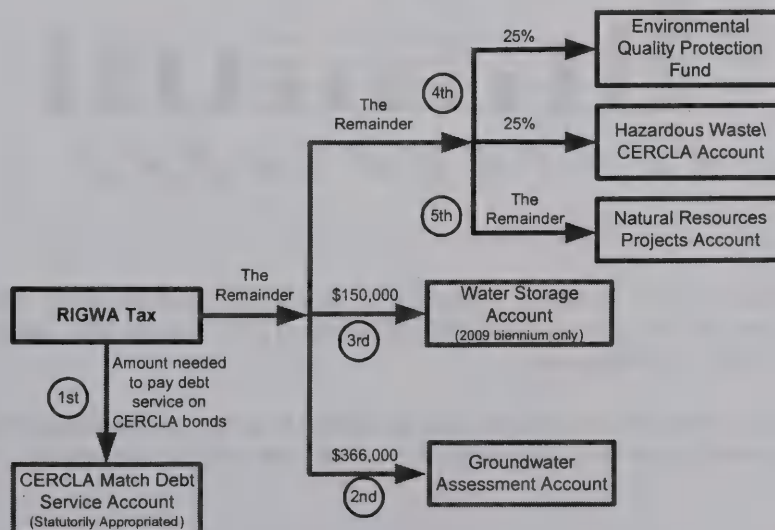 25%
Environmental
Quality Protection
Fund
4th
The
Remainder
25%
Hazardous Waste\
CERCLA Account
5th
The
Remainder
Natural Resources
Projects Account
The
Remainder
$150,000
Water Storage
Account
(2009 biennium only)
3rd
RIGWA Tax
1st
Amount needed
to pay debt
service on
CERCLA bonds
$366,000
Groundwater
Assessment Account
2nd
CERCLA Match Debt
Service Account
(Statutorily Appropriated)